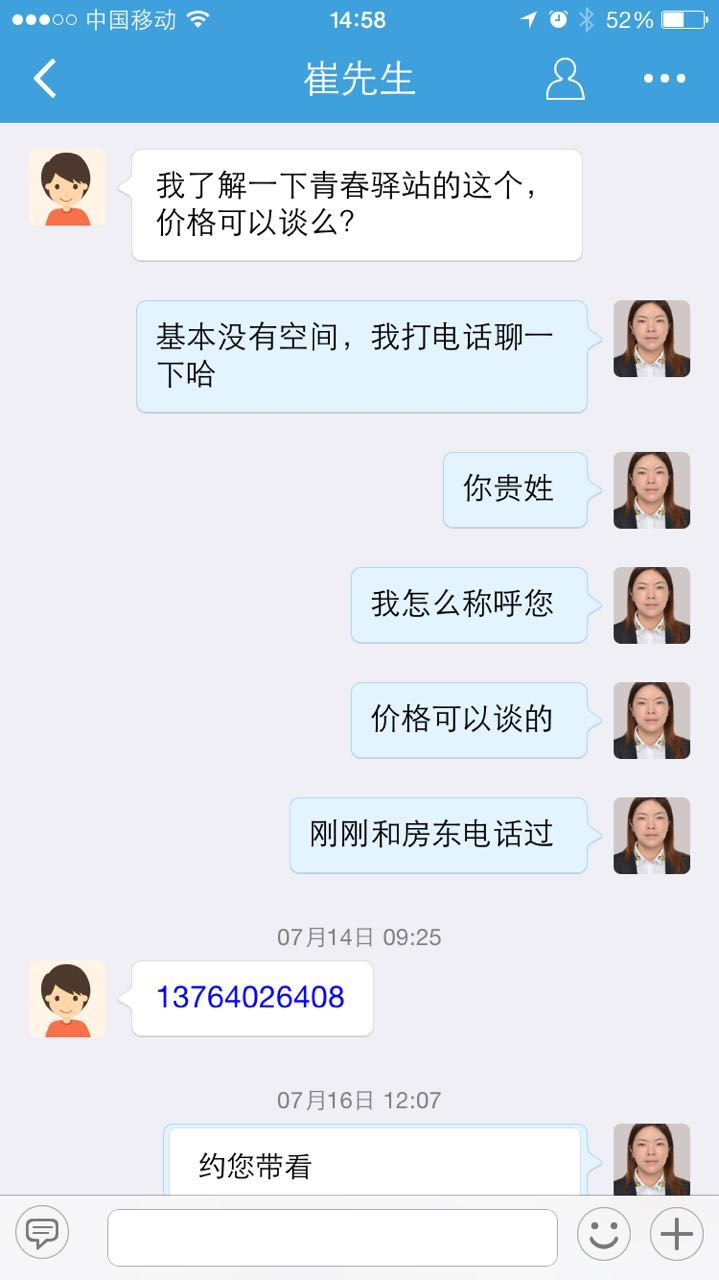 中国移动
14:58
52%
崔先生
我了解一下青春驿站的这个，
价格可以谈么？
基本没有空间，我打电话聊一
下哈
你贵姓
我怎么称呼您
价格可以谈的
刚刚和房东电话过
07月14日 09:25
13764026408
07月16日 12:07
约您带看